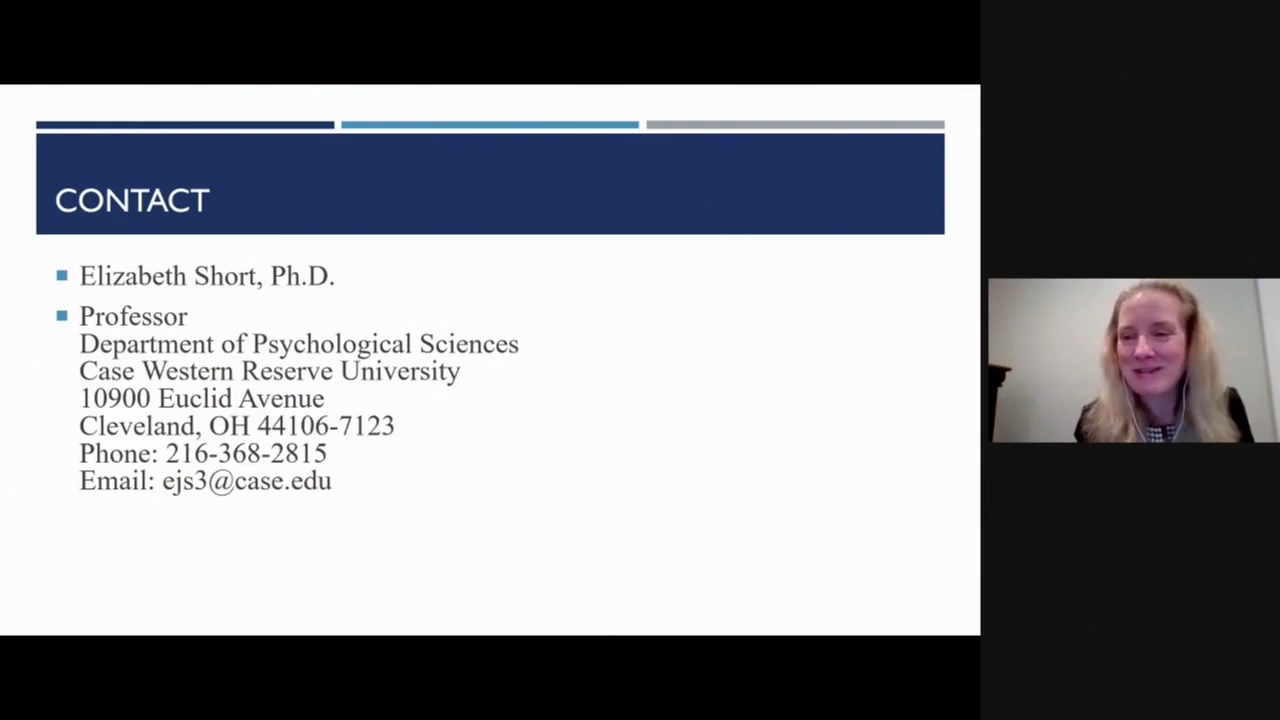 CONTACT
Elizabeth Short, Ph.D.
Professor
Department of Psychological Sciences
Case Western Reserve University
10900 Euclid Avenue
Cleveland, OH 44106-7123
Phone: 216-368-2815
Email: ejs3@case.edu